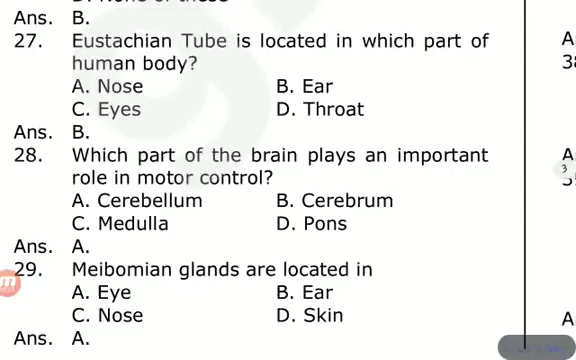 Ans. B.
27. Eustachian Tube is located in which part of
human body?
A. Nose B. Ear
C. Eyes D. Throat
Ans. B.
28. Which part of the brain plays an important
role in motor control?
A. Cerebellum B. Cerebrum
C. Medulla D. Pons
Ans. A.
29. Meibomian glands are located in
A. Eye B. Ear
C. Nose D. Skin
Ans. A.